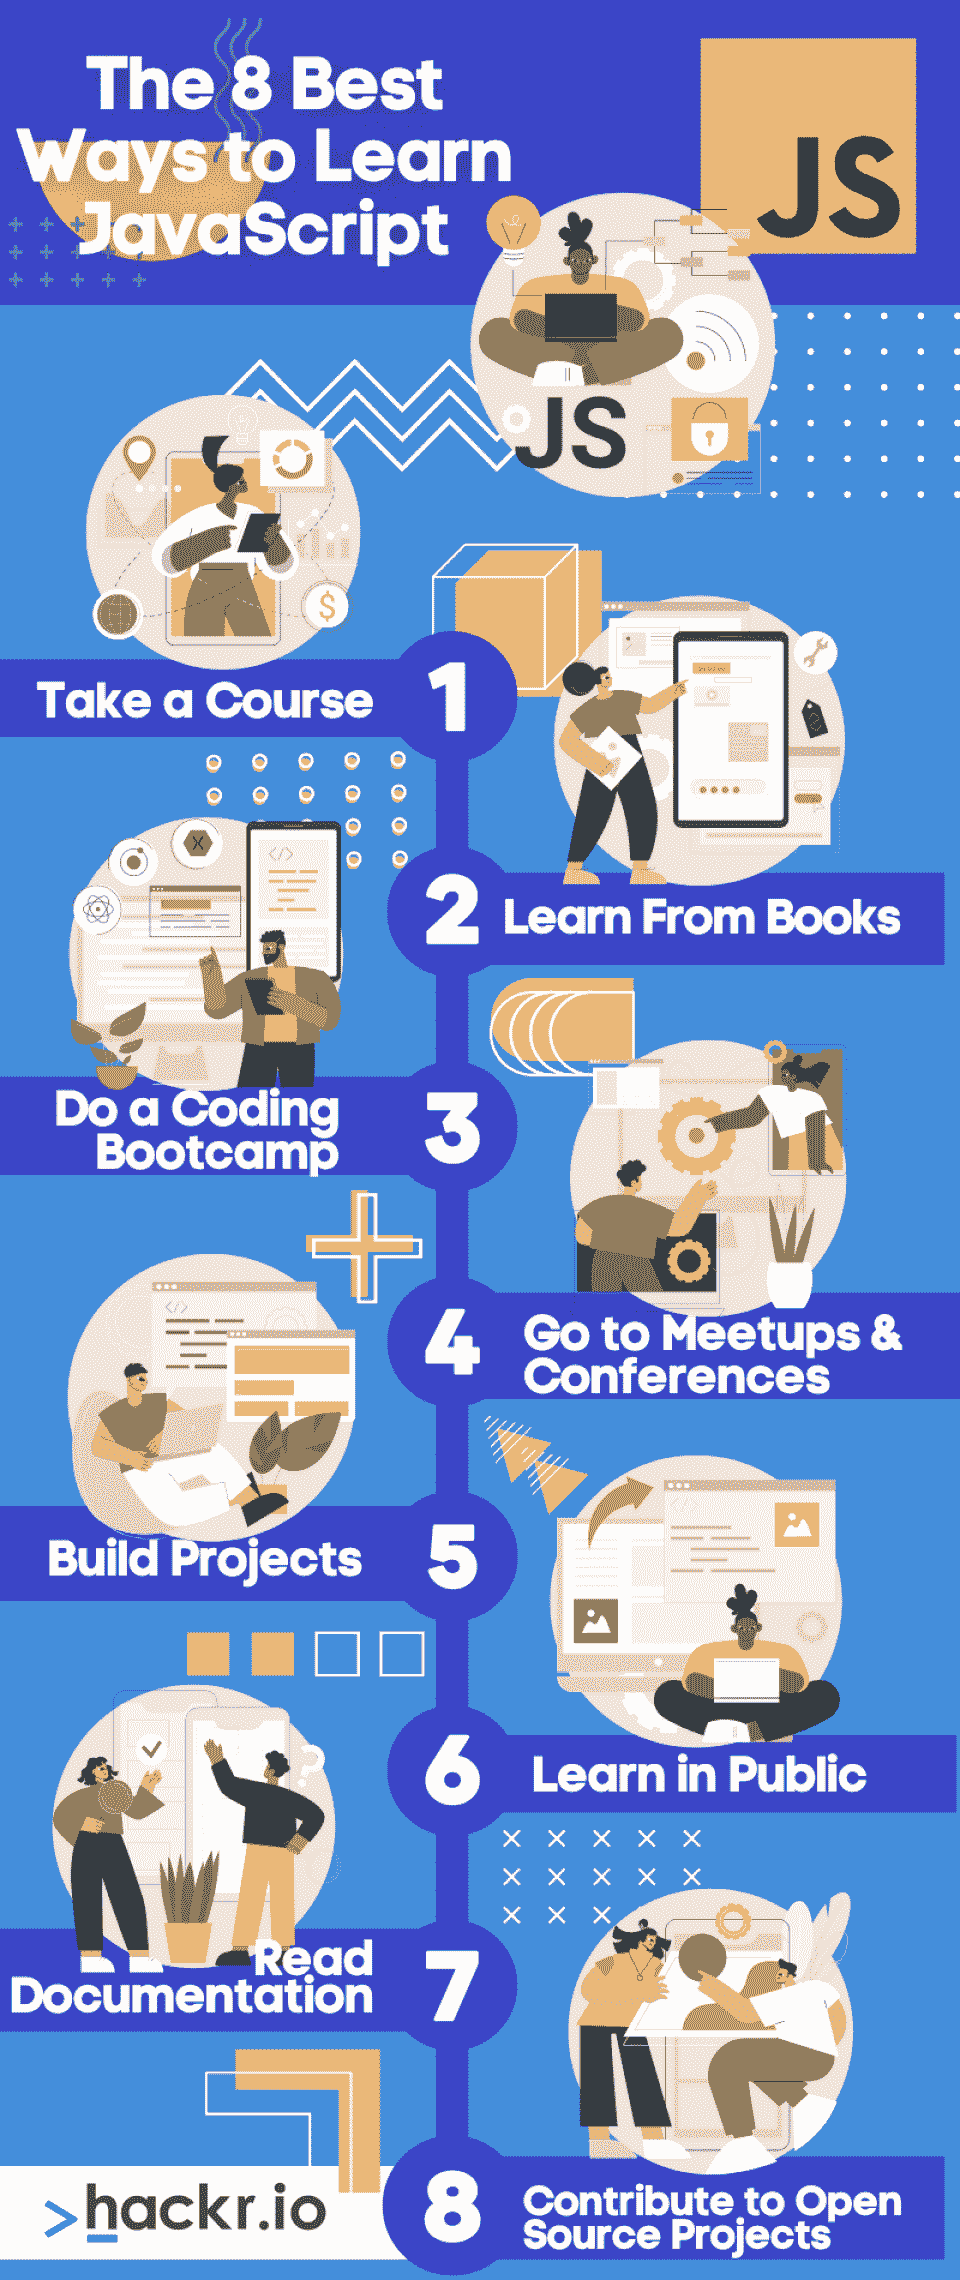 The 8 Best
Ways to Learn
JavaScript
JS
JS
$
1
Take a Course
2
Learn From Books
</>
X
3
Do a Coding
Bootcamp
4
Go to Meetups &
Conferences
</>
5
Build Projects
6
Learn in Public
?
7
Read
Documentation
8
Contribute to Open
Source Projects
>hackr.io